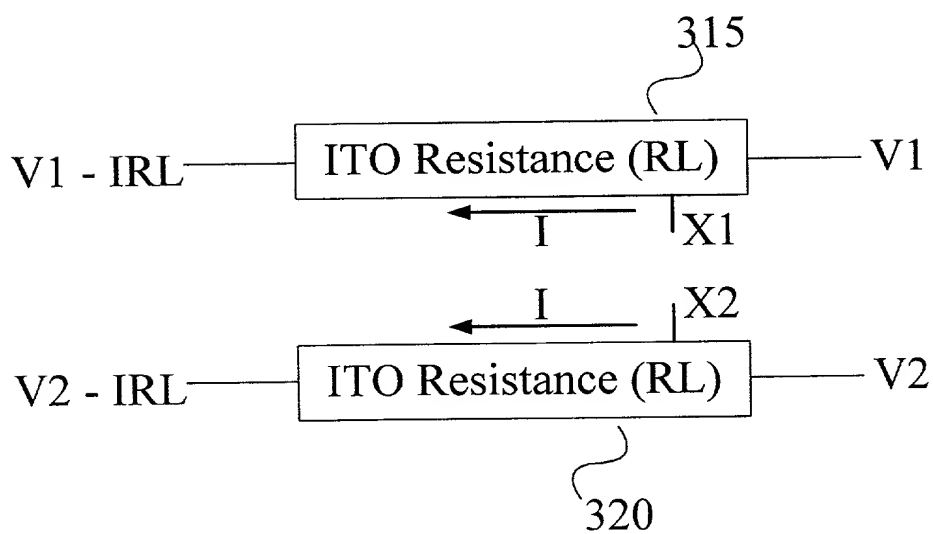 315
V1 - IRL ITO Resistance (RL) V1
I X1
I X2
V2 - IRL ITO Resistance (RL) V2
320